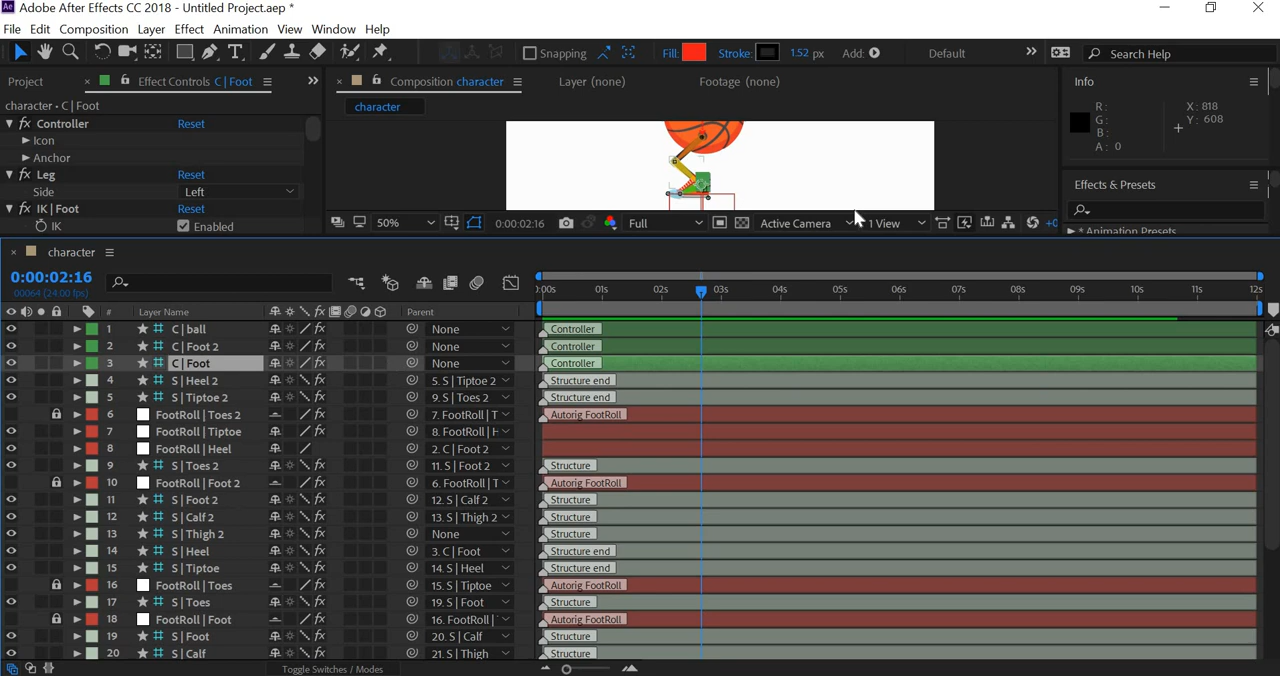 Ae Adobe After Effects CC 2018 - Untitled Project.aep *
File Edit Composition Layer Effect Animation View Window Help
Snapping Fill: Stroke: 1.52 px Add: Default » Search Help
Project × Effect Controls C | Foot » × Composition character Layer (none) Footage (none) Info
character • C | Foot character R: X: 818
G: Y: 608
B:
A: 0
fx Controller Reset
Icon
Anchor
fx Leg Reset
Side Left
fx IK | Foot Reset
IK Enabled
Effects & Presets
* Animation Presets
50% 0:00:02:16 Full Active Camera 1 View +0
× character
0:00:02:16
00064 (24.00 fps)
:00s 01s 02s 03s 04s 05s 06s 07s 08s 09s 10s 11s 12s
# Layer Name fx Parent
1 C | ball None Controller
2 C | Foot 2 None Controller
3 C | Foot None Controller
4 S | Heel 2 5. S | Tiptoe 2 Structure end
5 S | Tiptoe 2 9. S | Toes 2 Structure end
6 FootRoll | Toes 2 7. FootRoll | T Autorig FootRoll
7 FootRoll | Tiptoe 8. FootRoll | H
8 FootRoll | Heel 2. C | Foot 2
9 S | Toes 2 11. S | Foot 2 Structure
10 FootRoll | Foot 2 6. FootRoll | T Autorig FootRoll
11 S | Foot 2 12. S | Calf 2 Structure
12 S | Calf 2 13. S | Thigh 2 Structure
13 S | Thigh 2 None Structure
14 S | Heel 3. C | Foot Structure end
15 S | Tiptoe 14. S | Heel Structure end
16 FootRoll | Toes 15. S | Tiptoe Autorig FootRoll
17 S | Toes 19. S | Foot Structure
18 FootRoll | Foot 16. FootRoll | Autorig FootRoll
19 S | Foot 20. S | Calf Structure
20 S | Calf 21. S | Thigh Structure
Toggle Switches / Modes